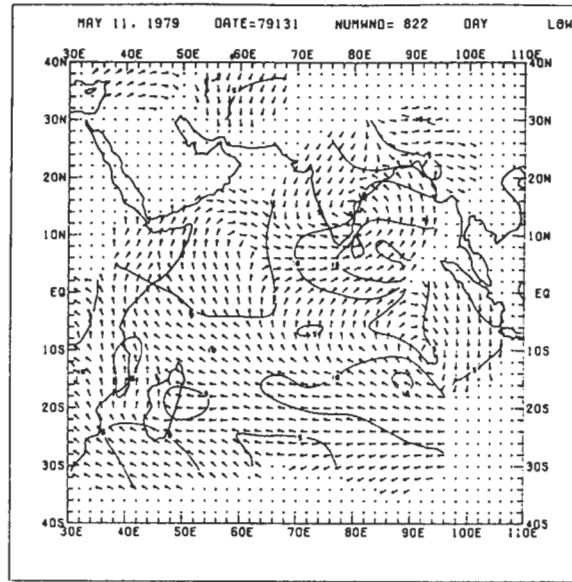 MAY 11, 1979 DATE=79131 NUMWND= 822 DAY LOW
30E 40E 50E 60E 70E 80E 90E 100E 110E
40N 40N
30N 30N
20N 20N
10N 10N
EQ EQ
10S 10S
20S 20S
30S 30S
40S 40S
30E 40E 50E 60E 70E 80E 90E 100E 110E